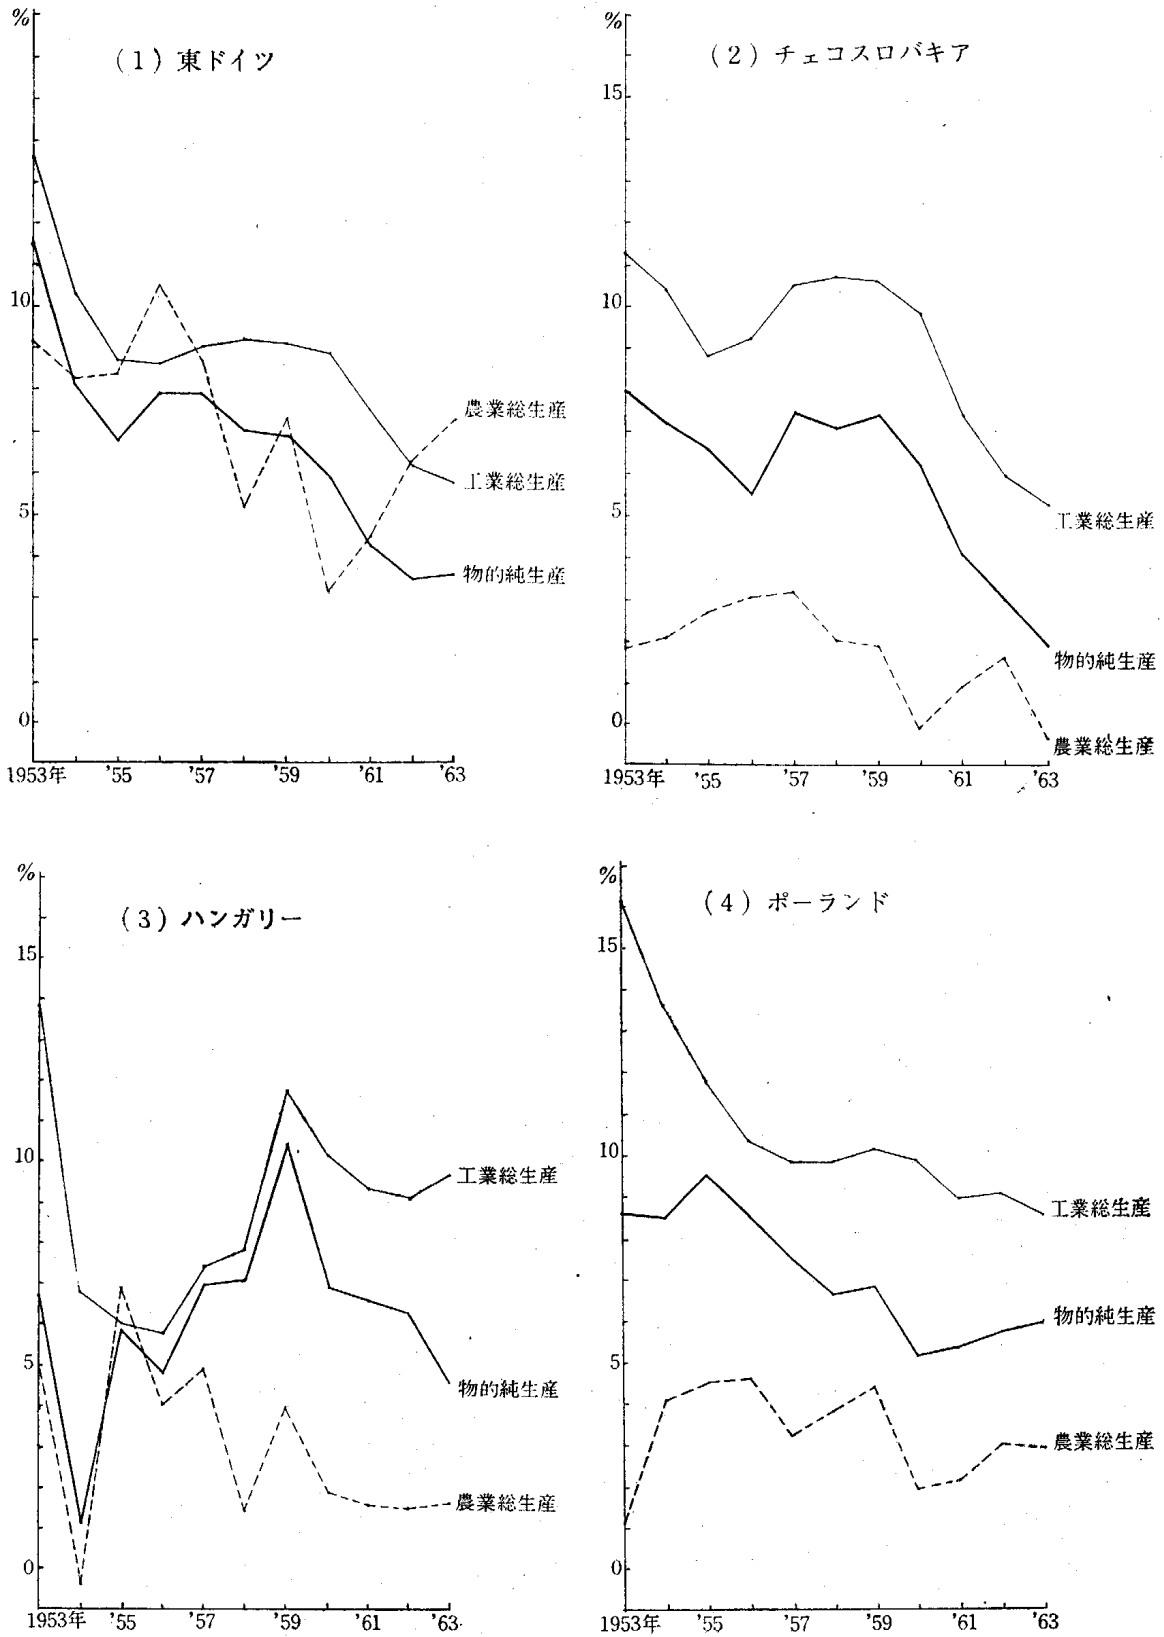 %
(1) 東ドイツ
10
5
0
農業総生産
工業総生産
物的純生産
1953年 '55 '57 '59 '61 '63
%
(2) チェコスロバキア
15
10
5
0
工業総生産
物的純生産
農業総生産
1953年 '55 '57 '59 '61 '63
%
(3) ハンガリー
15
10
5
0
工業総生産
物的純生産
農業総生産
1953年 '55 '57 '59 '61 '63
%
(4) ポーランド
15
10
5
0
工業総生産
物的純生産
農業総生産
1953年 '55 '57 '59 '61 '63